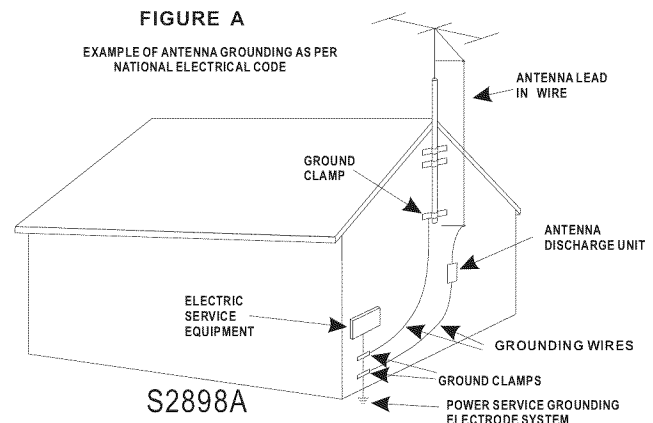 FIGURE A
EXAMPLE OF ANTENNA GROUNDING AS PER
NATIONAL ELECTRICAL CODE
ANTENNA LEAD
IN WIRE
GROUND
CLAMP
ANTENNA
DISCHARGE UNIT
ELECTRIC
SERVICE
EQUIPMENT
GROUNDING WIRES
GROUND CLAMPS
S2898A
POWER SERVICE GROUNDING
ELECTRODE SYSTEM